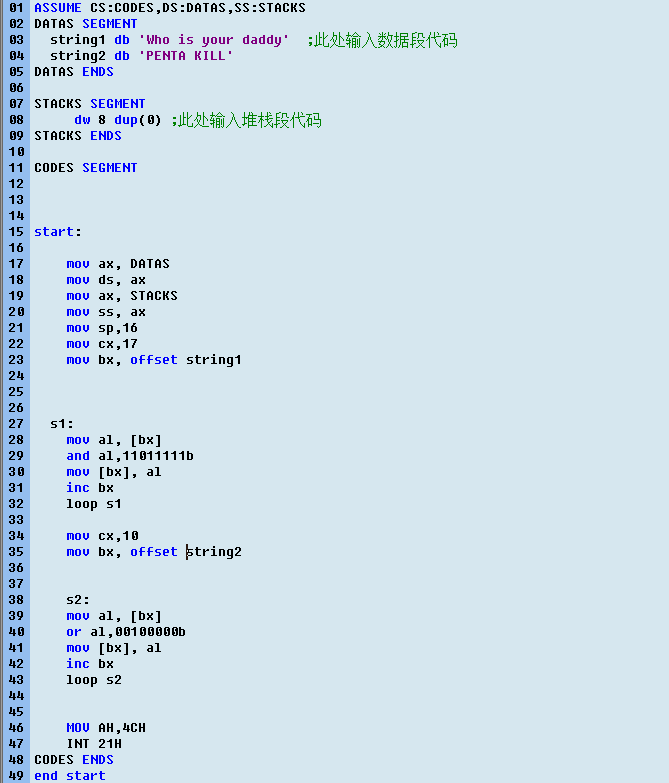 01 ASSUME CS:CODES,DS:DATAS,SS:STACKS
02 DATAS SEGMENT
03   string1 db 'Who is your daddy'  ;此处输入数据段代码
04   string2 db 'PENTA KILL'
05 DATAS ENDS
06
07 STACKS SEGMENT
08      dw 8 dup(0) ;此处输入堆栈段代码
09 STACKS ENDS
10
11 CODES SEGMENT
12
13
14
15 start:
16
17     mov ax, DATAS
18     mov ds, ax
19     mov ax, STACKS
20     mov ss, ax
21     mov sp,16
22     mov cx,17
23     mov bx, offset string1
24
25
26
27   s1:
28     mov al, [bx]
29     and al,11011111b
30     mov [bx], al
31     inc bx
32     loop s1
33
34     mov cx,10
35     mov bx, offset string2
36
37
38     s2:
39     mov al, [bx]
40     or al,00100000b
41     mov [bx], al
42     inc bx
43     loop s2
44
45
46     MOV AH,4CH
47     INT 21H
48 CODES ENDS
49 end start